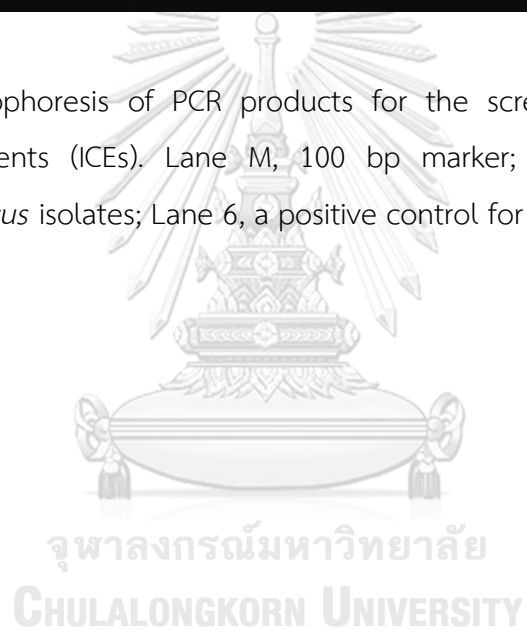 ophoresis of PCR products for the scre
ents (ICEs). Lane M, 100 bp marker;
us isolates; Lane 6, a positive control for
จุฬาลงกรณ์มหาวิทยาลัย
CHULALONGKORN UNIVERSITY